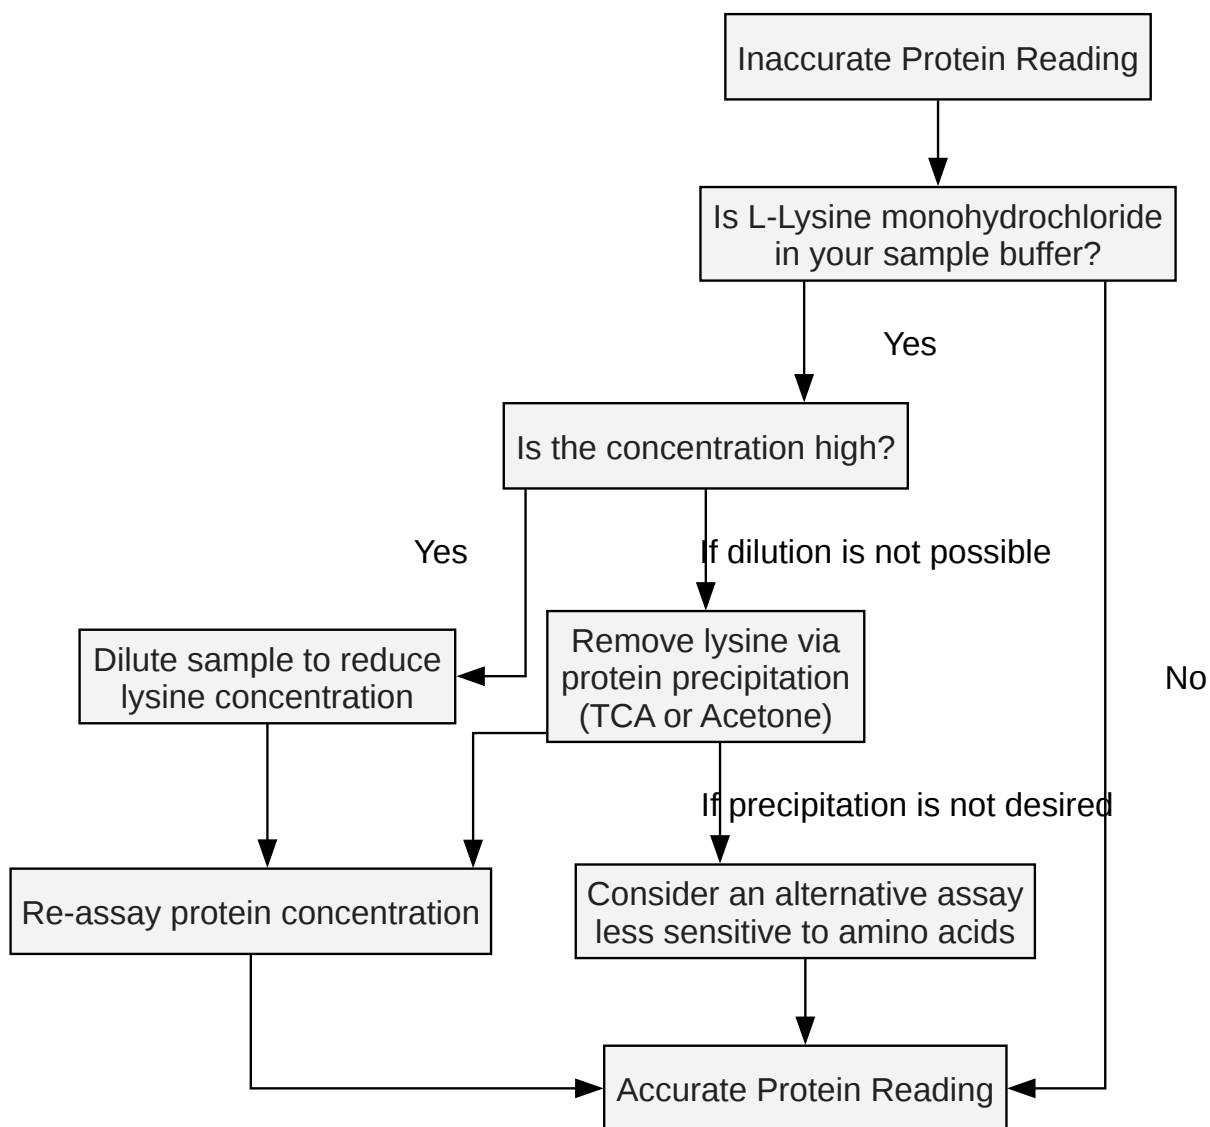 Inaccurate Protein Reading
Is L-Lysine monohydrochloride
in your sample buffer?
Yes
Is the concentration high?
Yes
If dilution is not possible
Dilute sample to reduce
lysine concentration
Remove lysine via
protein precipitation
(TCA or Acetone)
No
If precipitation is not desired
Re-assay protein concentration
Consider an alternative assay
less sensitive to amino acids
Accurate Protein Reading